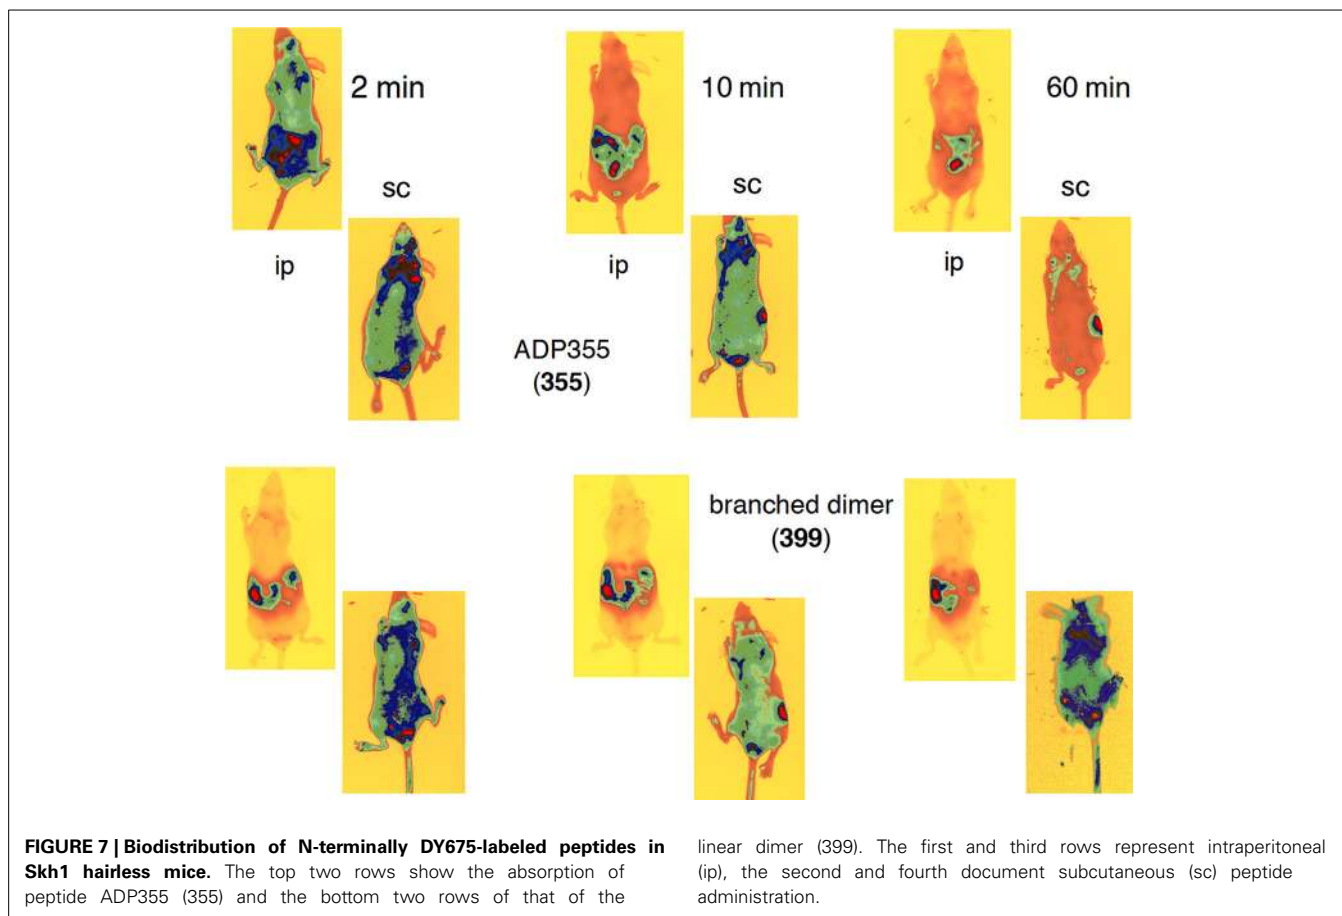 2 min
10 min
60 min
sc
sc
sc
ip
ip
ip
ADP355
(355)
branched dimer
(399)
FIGURE 7 | Biodistribution of N-terminally DY675-labeled peptides in
Skh1 hairless mice. The top two rows show the absorption of
peptide ADP355 (355) and the bottom two rows of that of the
linear dimer (399). The first and third rows represent intraperitoneal
(ip), the second and fourth document subcutaneous (sc) peptide
administration.